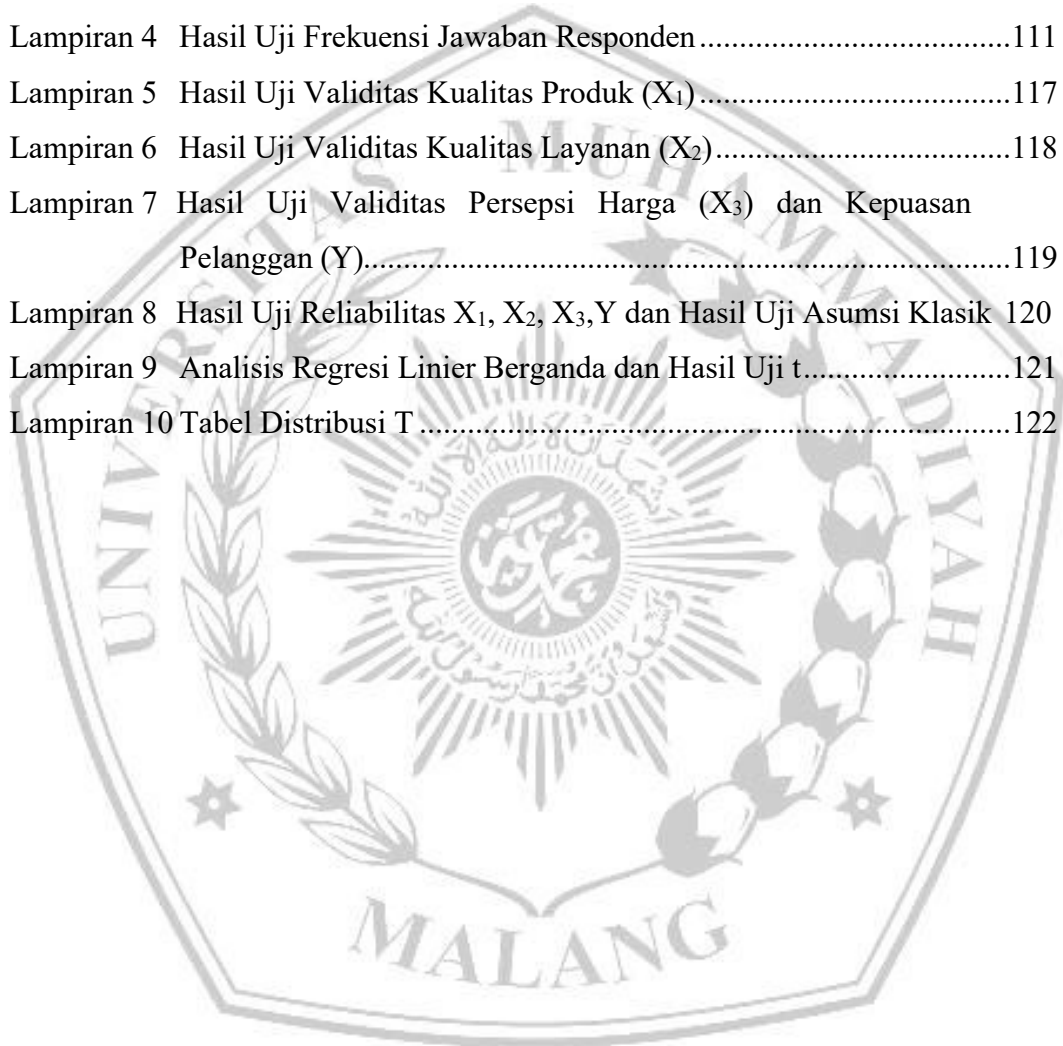 Lampiran 4 Hasil Uji Frekuensi Jawaban Responden....................................111
Lampiran 5 Hasil Uji Validitas Kualitas Produk (X₁)....................................117
Lampiran 6 Hasil Uji Validitas Kualitas Layanan (X₂)..................................118
Lampiran 7 Hasil Uji Validitas Persepsi Harga (X₃) dan Kepuasan
Pelanggan (Y)...........................................................................119
Lampiran 8 Hasil Uji Reliabilitas X₁, X₂, X₃,Y dan Hasil Uji Asumsi Klasik 120
Lampiran 9 Analisis Regresi Linier Berganda dan Hasil Uji t........................121
Lampiran 10 Tabel Distribusi T....................................................................122
UNIVERSITAS MUHAMMADIYAH
MALANG